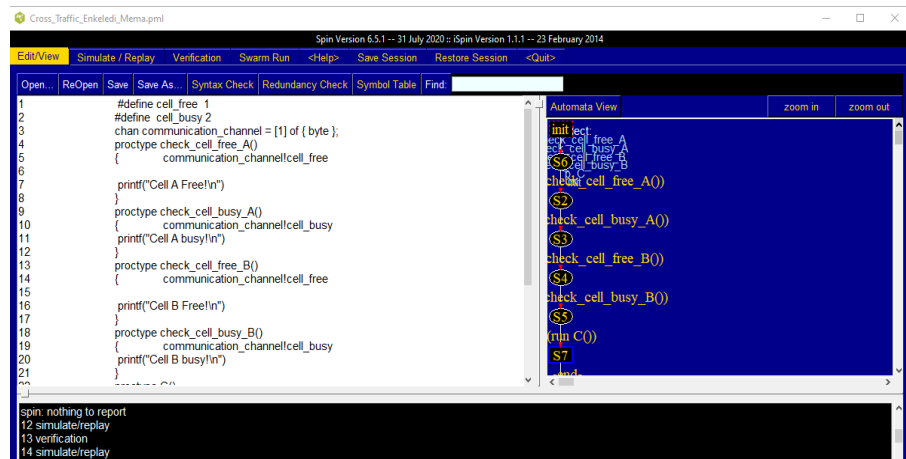 Cross_Traffic_Enkeledi_Mema.pml
Spin Version 6.5.1 -- 31 July 2020 :: iSpin Version 1.1.1 -- 23 February 2014
Edit/View Simulate / Replay Verification Swarm Run <Help> Save Session Restore Session <Quit>
Open... ReOpen Save Save As... Syntax Check Redundancy Check Symbol Table Find:
1 #define cell_free 1
2 #define cell_busy 2
3 chan communication_channel = [1] of { byte };
4 proctype check_cell_free_A()
5 { communication_channel!cell_free
6
7 printf("Cell A Free!\n")
8 }
9 proctype check_cell_busy_A()
10 { communication_channel!cell_busy
11 printf("Cell A busy!\n")
12 }
13 proctype check_cell_free_B()
14 { communication_channel!cell_free
15
16 printf("Cell B Free!\n")
17 }
18 proctype check_cell_busy_B()
19 { communication_channel!cell_busy
20 printf("Cell B busy!\n")
21 }
Automata View zoom in zoom out
init
S6
check_cell_free_A())
S2
check_cell_busy_A())
S3
check_cell_free_B())
S4
check_cell_busy_B())
S5
(run C())
S7
spin: nothing to report
12 simulate/replay
13 verification
14 simulate/replay